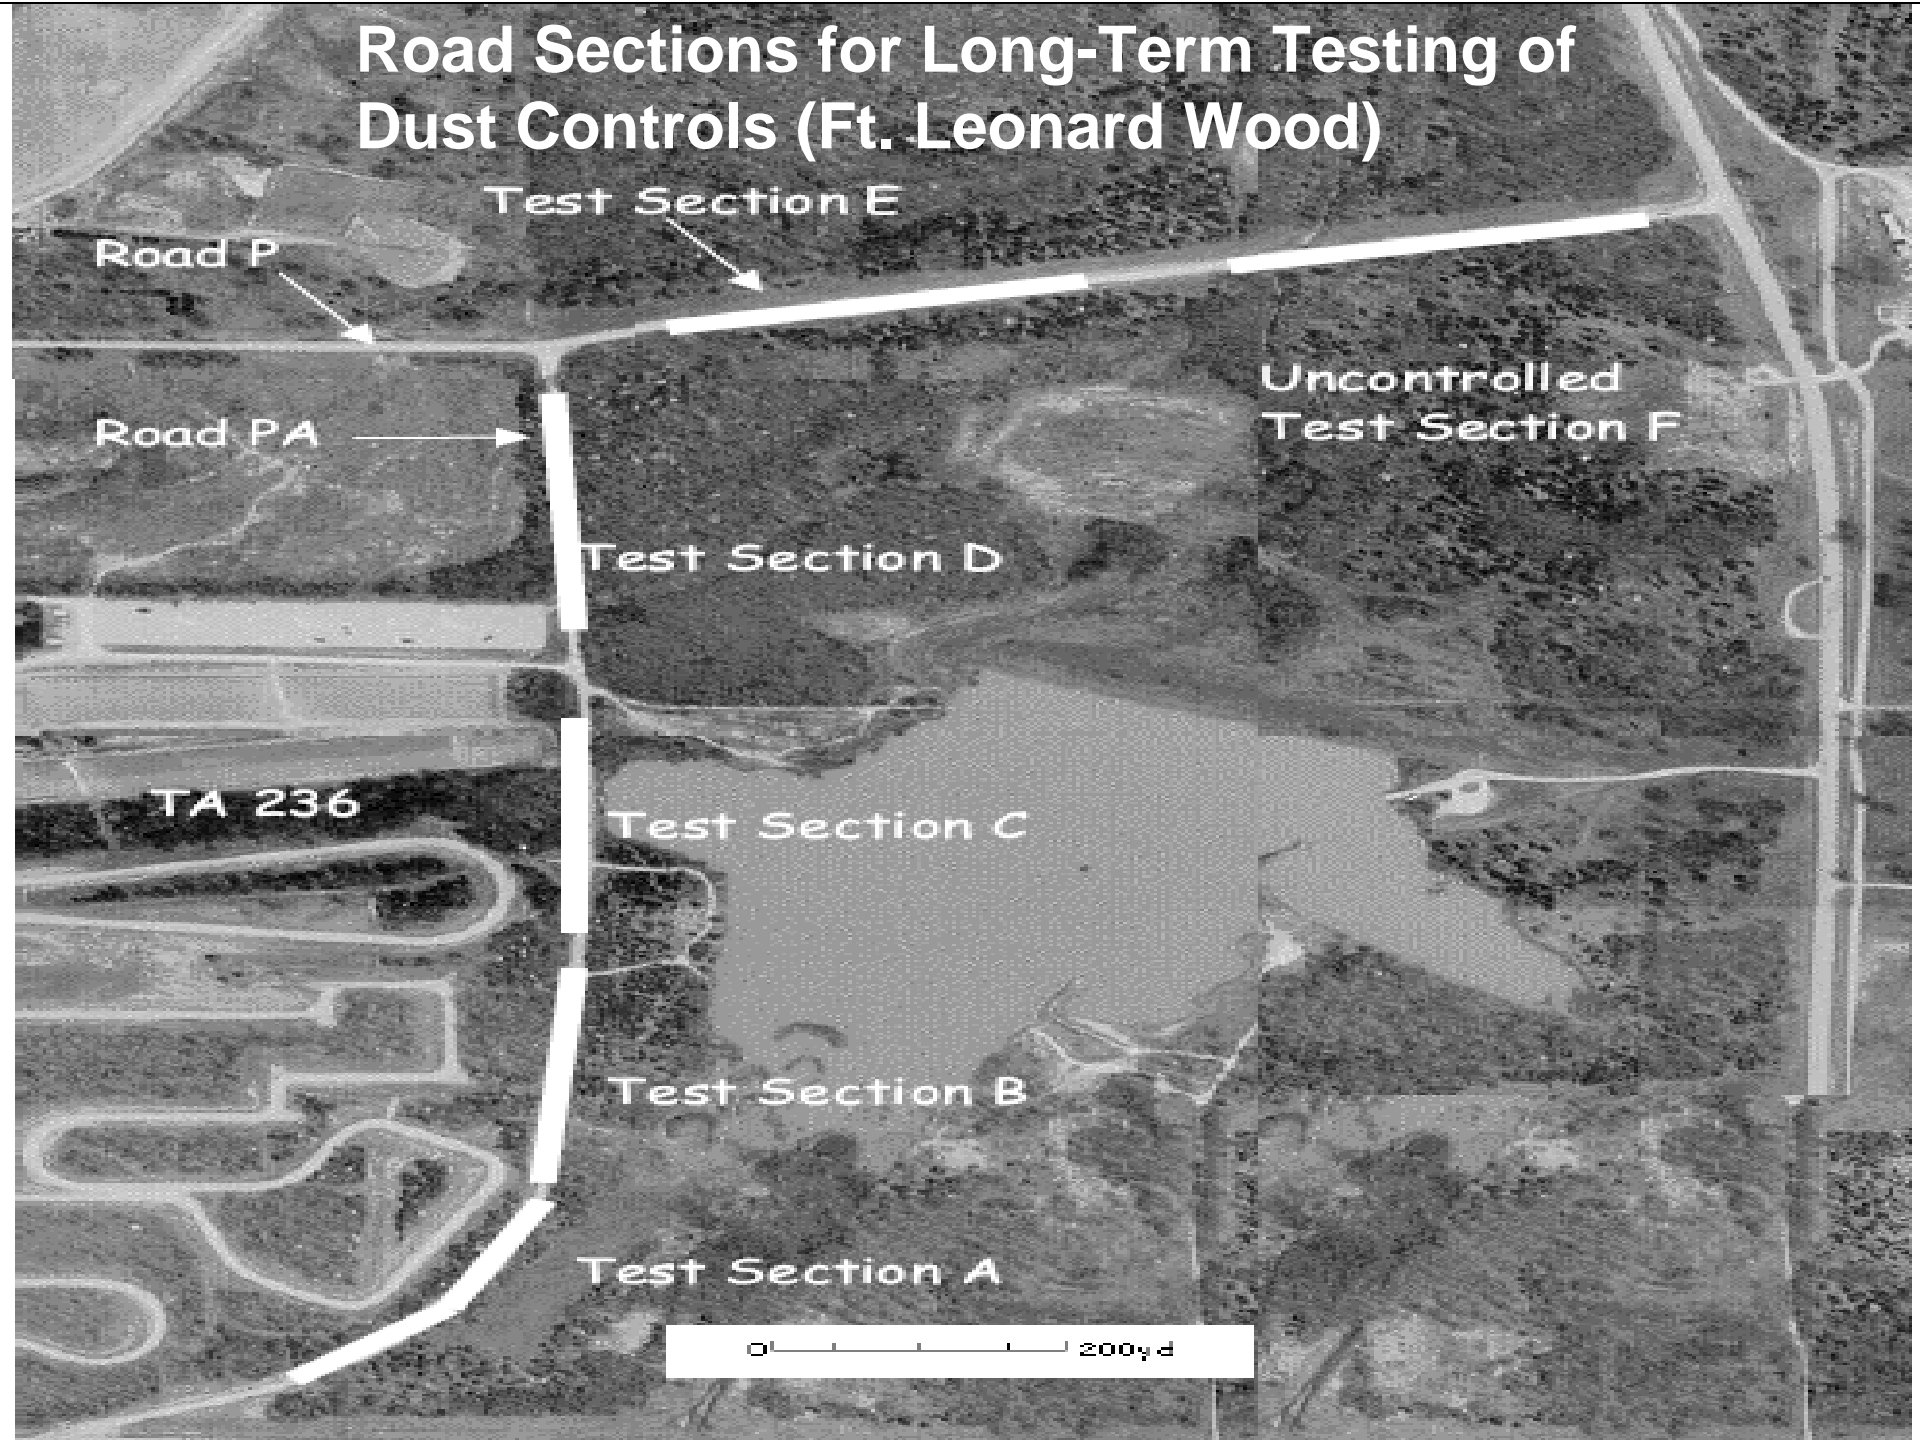 Road Sections for Long-Term Testing of
Dust Controls (Ft. Leonard Wood)
Test Section E
Road P
Uncontrolled
Test Section F
Road PA
Test Section D
TA 236
Test Section C
Test Section B
Test Section A
0 200yd